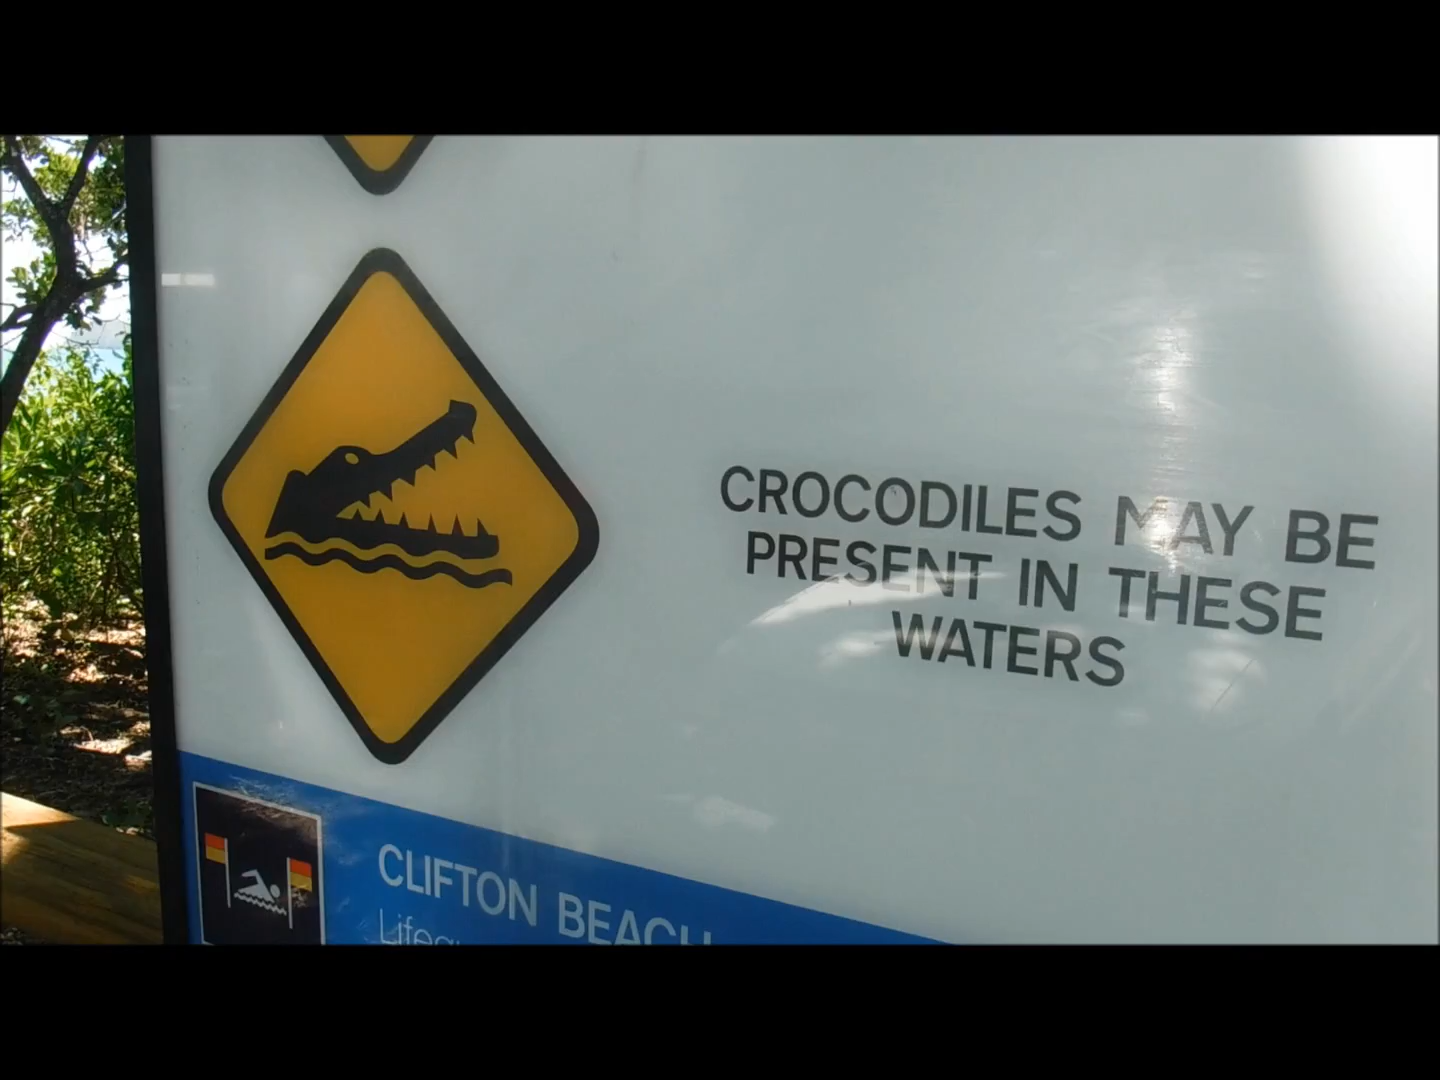 CROCODILES MAY BE
PRESENT IN THESE
WATERS
CLIFTON BEACH